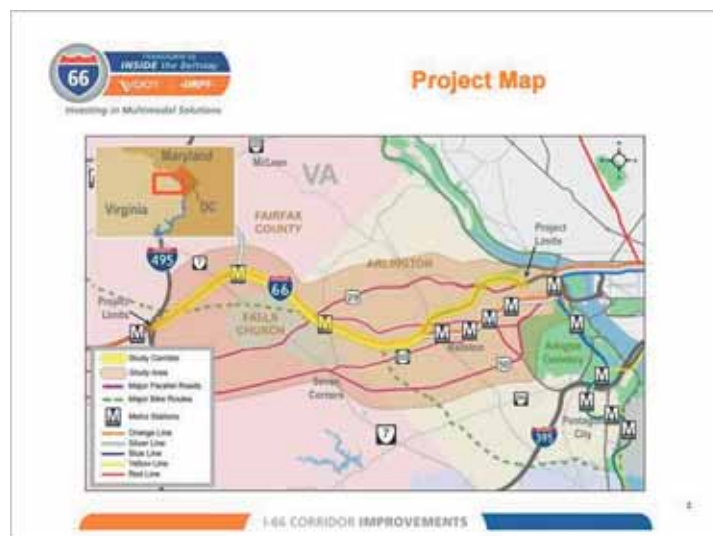 66
INSIDE the Beltway
VDOT
DRPT
Investing in Multimodal Solutions
Project Map
Maryland
Virginia
DC
McLean
VA
FAIRFAX
COUNTY
495
7
66
ARLINGTON
29
Project
Limits
Project
Limits
FALLS
CHURCH
Ballston
50
Arlington
Cemetery
Seven
Corners
7
395
Pentagon
City
Study Corridor
Study Area
Major Parallel Roads
Major Bike Routes
Metro Stations
Orange Line
Silver Line
Blue Line
Yellow Line
Red Line
I-66 CORRIDOR IMPROVEMENTS